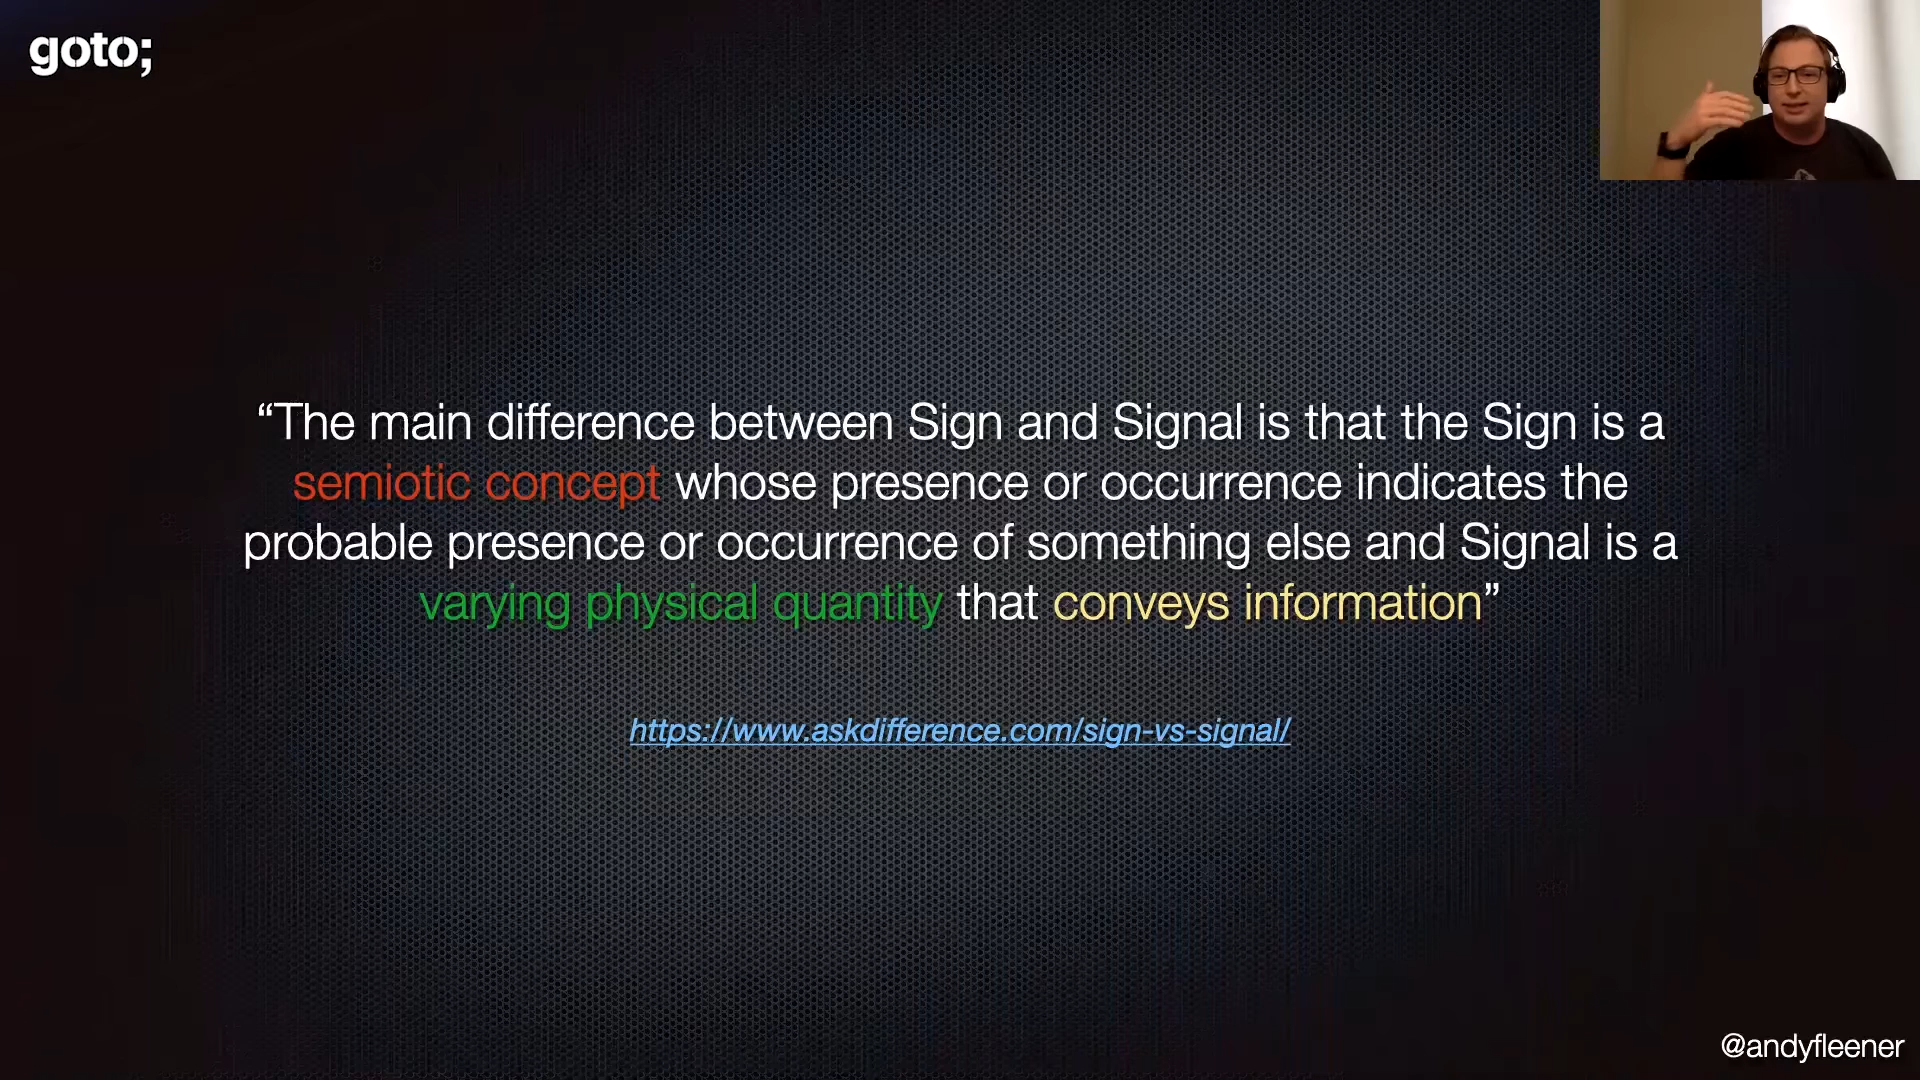 goto;
“The main difference between Sign and Signal is that the Sign is a
semiotic concept whose presence or occurrence indicates the
probable presence or occurrence of something else and Signal is a
varying physical quantity that conveys information”
https://www.askdifference.com/sign-vs-signal/
@andyfleener